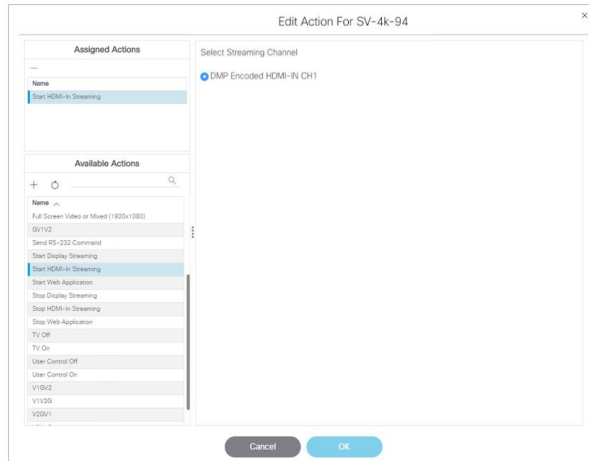 Edit Action For SV-4k-94
Assigned Actions
Name
Start HDMI-In Streaming
Select Streaming Channel
DMP Encoded HDMI-IN CH1
Available Actions
Name
Full Screen Video or Mixed (1920x1080)
GV1V2
Send RS-232 Command
Start Display Streaming
Start HDMI-In Streaming
Start Web Application
Stop Display Streaming
Stop HDMI-In Streaming
Stop Web Application
TV Off
TV On
User Control Off
User Control On
V1GV2
V1V2G
V2GV1
Cancel
OK